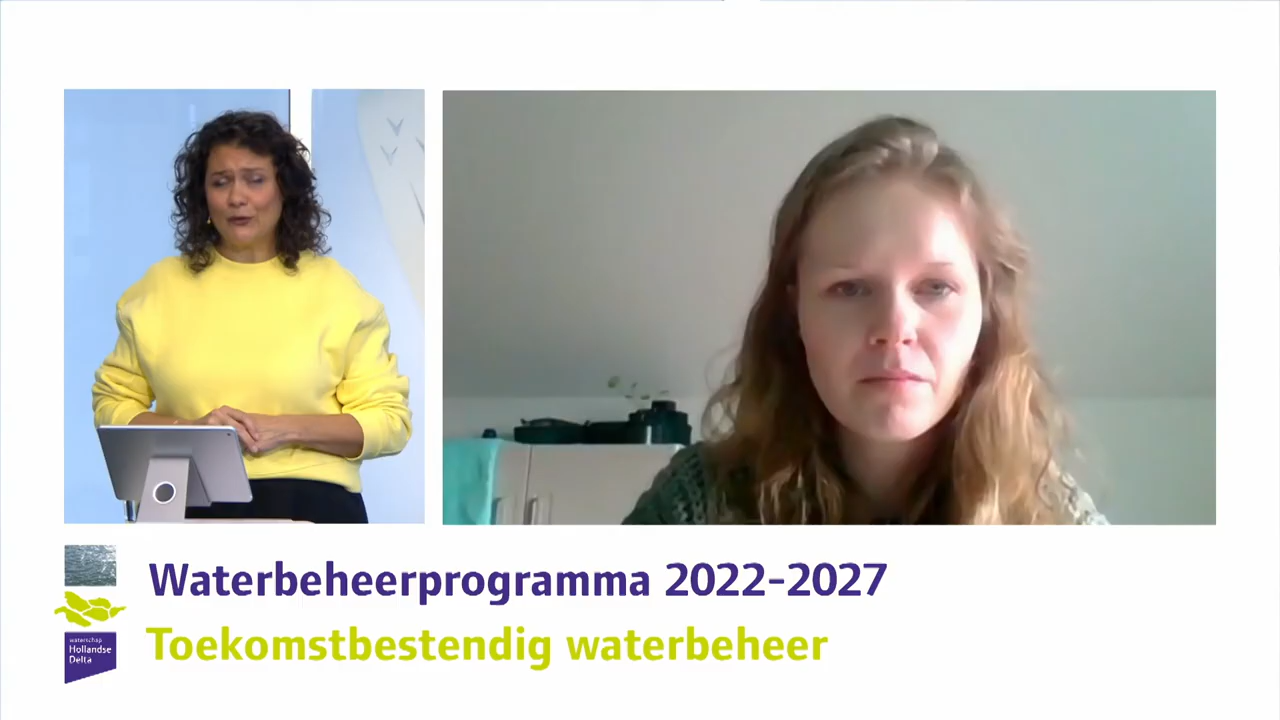 Waterbeheerprogramma 2022-2027
Toekomstbestendig waterbeheer
waterschap
Hollandse
Delta